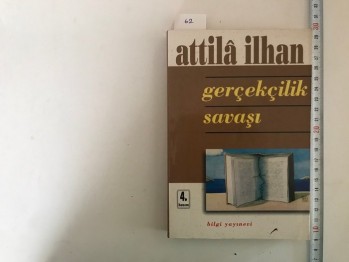 62.
attilâ ilhan
gerçekçilik
savaşı
4.
bilgi yayınevi